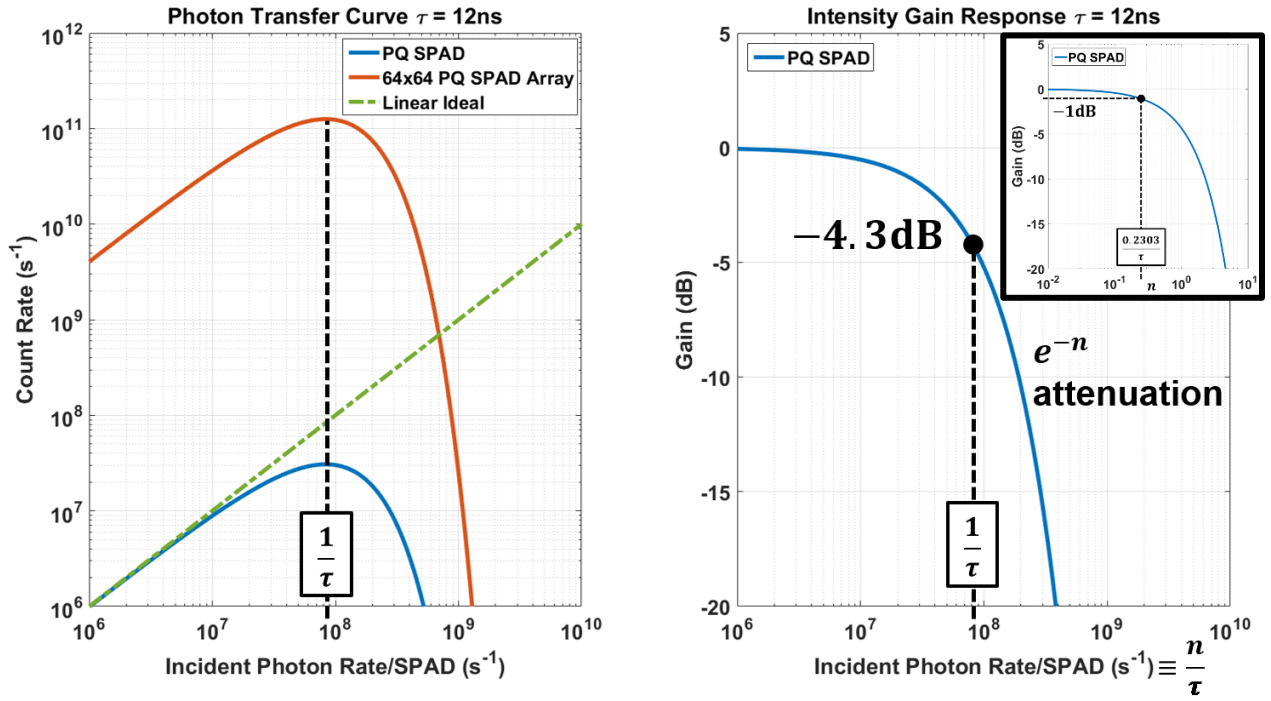 Photon Transfer Curve τ = 12ns
PQ SPAD
64x64 PQ SPAD Array
Linear Ideal
Count Rate (s⁻¹)
10¹²
10¹¹
10¹⁰
10⁹
10⁸
10⁷
10⁶
1/τ
10⁶ 10⁷ 10⁸ 10⁹ 10¹⁰
Incident Photon Rate/SPAD (s⁻¹)
Intensity Gain Response τ = 12ns
PQ SPAD
Gain (dB)
5
0
-5
-10
-15
-20
−4.3dB
e⁻ⁿ
attenuation
1/τ
10⁶ 10⁷ 10⁸ 10⁹ 10¹⁰
Incident Photon Rate/SPAD (s⁻¹) ≡ n/τ
PQ SPAD
Gain (dB)
5
0
-5
-10
-15
-20
−1dB
0.2303/τ
10⁻² 10⁻¹ n 10⁰ 10¹